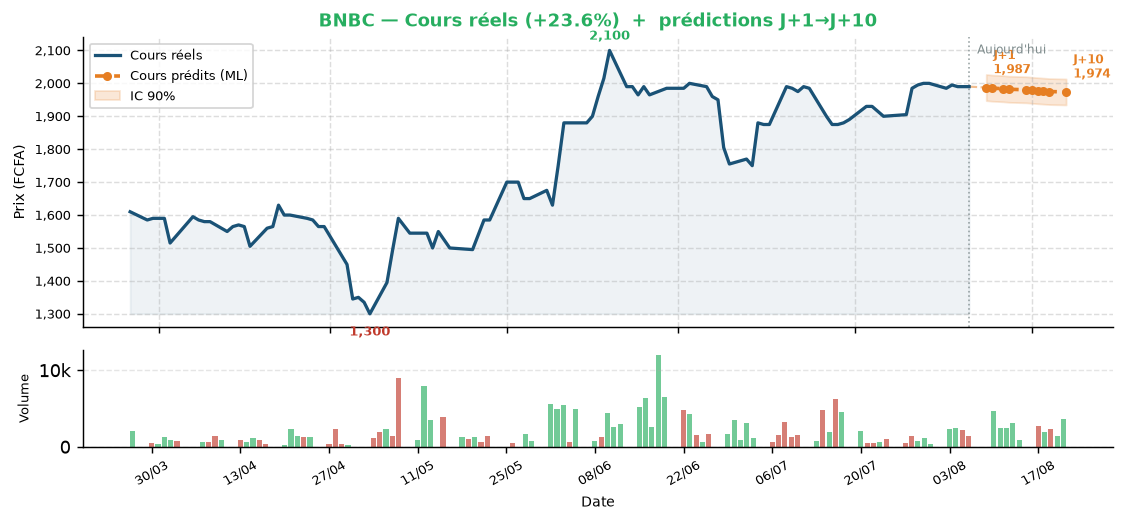 BNBC — Cours réels (+23.6%)  +  prédictions J+1→J+10
2,100
Cours réels
Cours prédits (ML)
IC 90%
Aujourd'hui
J+1
1,987
J+10
1,974
2,100
2,000
1,900
1,800
1,700
1,600
1,500
1,400
1,300
Prix (FCFA)
1,300
10k
0
Volume
30/03
13/04
27/04
11/05
25/05
08/06
22/06
06/07
20/07
03/08
17/08
Date